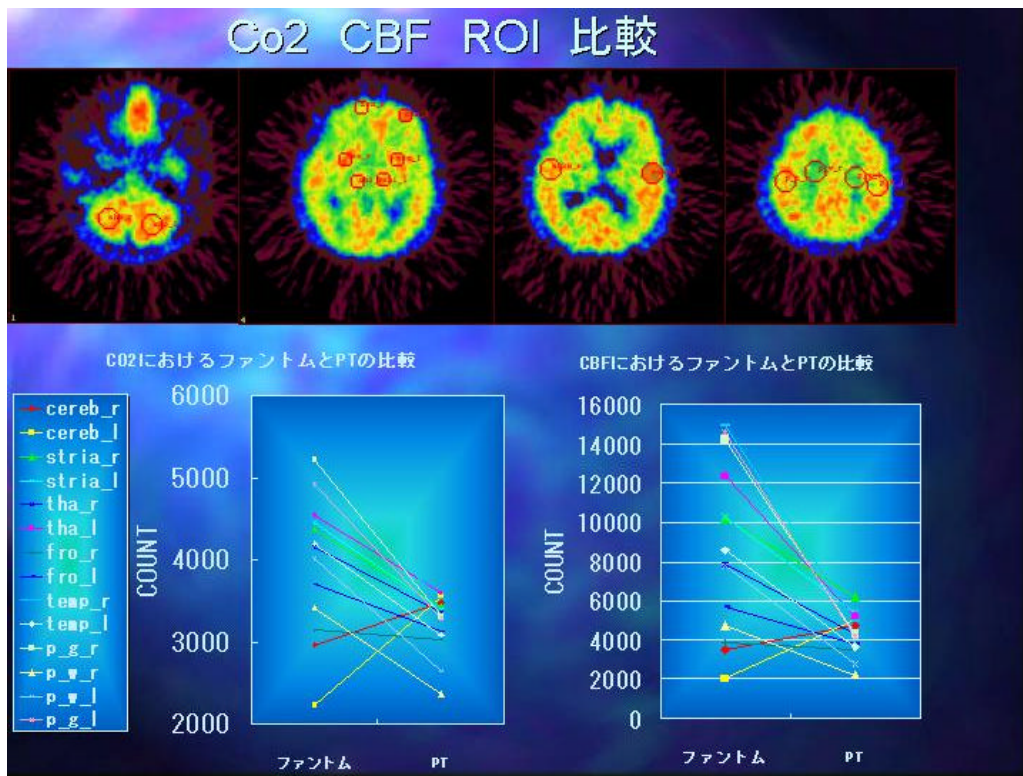 Co2 CBF ROI 比較
1
4
CO2におけるファントムとPTの比較
CBFにおけるファントムとPTの比較
cereb_r
cereb_l
stria_r
stria_l
tha_r
tha_l
fro_r
fro_l
temp_r
temp_l
p_g_r
p_w_r
p_w_l
p_g_l
COUNT
6000
5000
4000
3000
2000
ファントム
PT
COUNT
16000
14000
12000
10000
8000
6000
4000
2000
0
ファントム
PT